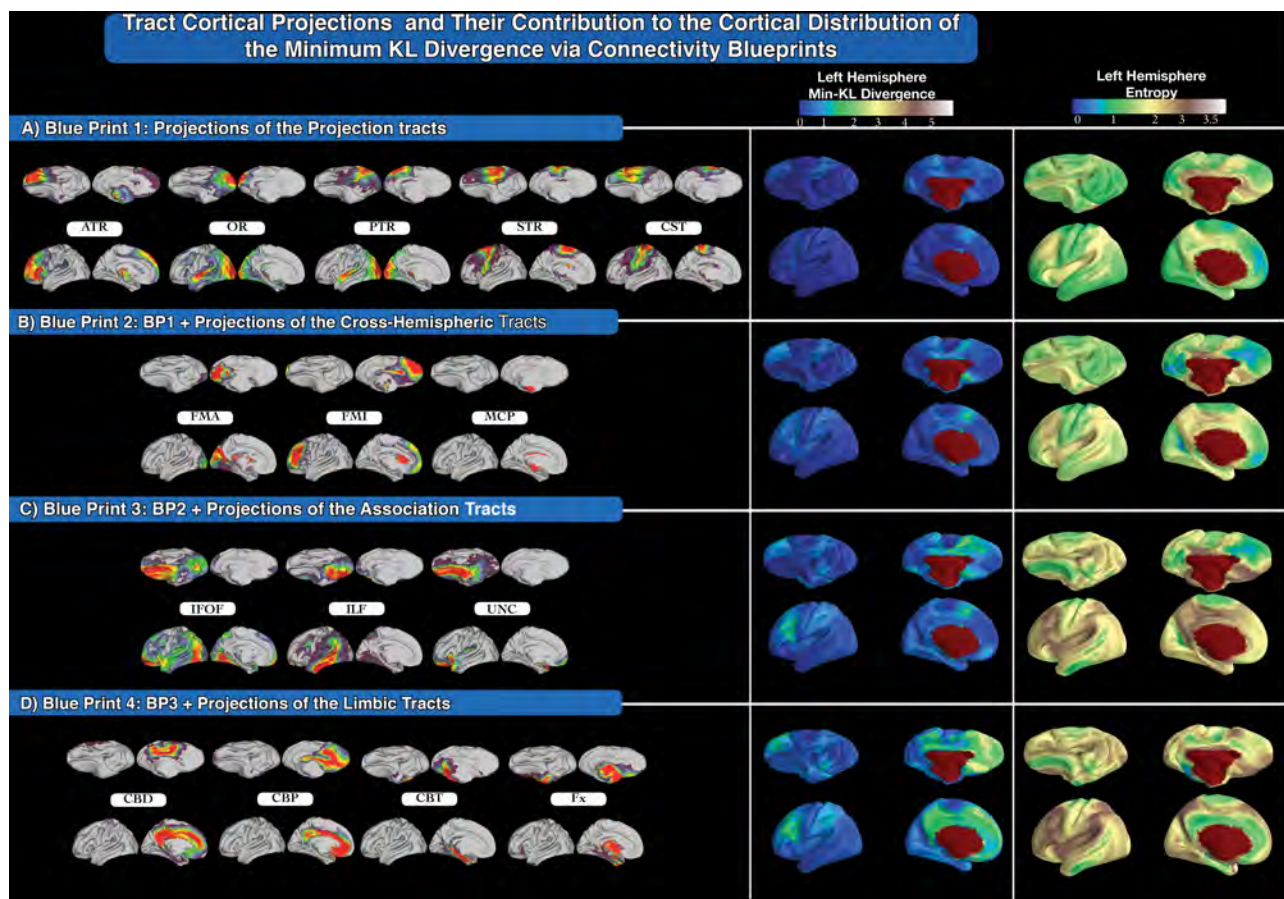 Tract Cortical Projections and Their Contribution to the Cortical Distribution of
the Minimum KL Divergence via Connectivity Blueprints
Left Hemisphere
Min-KL Divergence
0 1 2 3 4 5
Left Hemisphere
Entropy
0 1 2 3 3.5
A) Blue Print 1: Projections of the Projection tracts
ATR OR PTR STR CST
B) Blue Print 2: BP1 + Projections of the Cross-Hemispheric Tracts
FMA FMI MCP
C) Blue Print 3: BP2 + Projections of the Association Tracts
IFOF ILF UNC
D) Blue Print 4: BP3 + Projections of the Limbic Tracts
CBD CBP CBT Fx